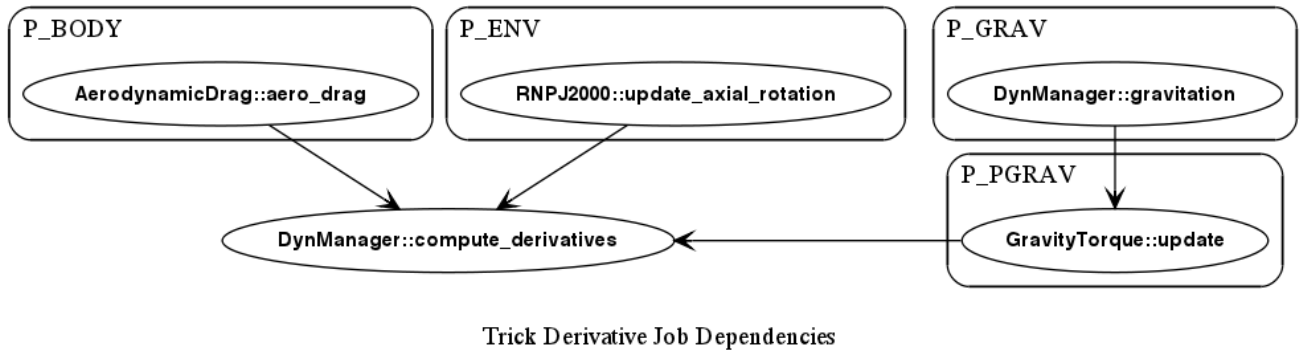 P_BODY
P_ENV
P_GRAV
AerodynamicDrag::aero_drag
RNPJ2000::update_axial_rotation
DynManager::gravitation
P_PGRAV
DynManager::compute_derivatives
GravityTorque::update
Trick Derivative Job Dependencies